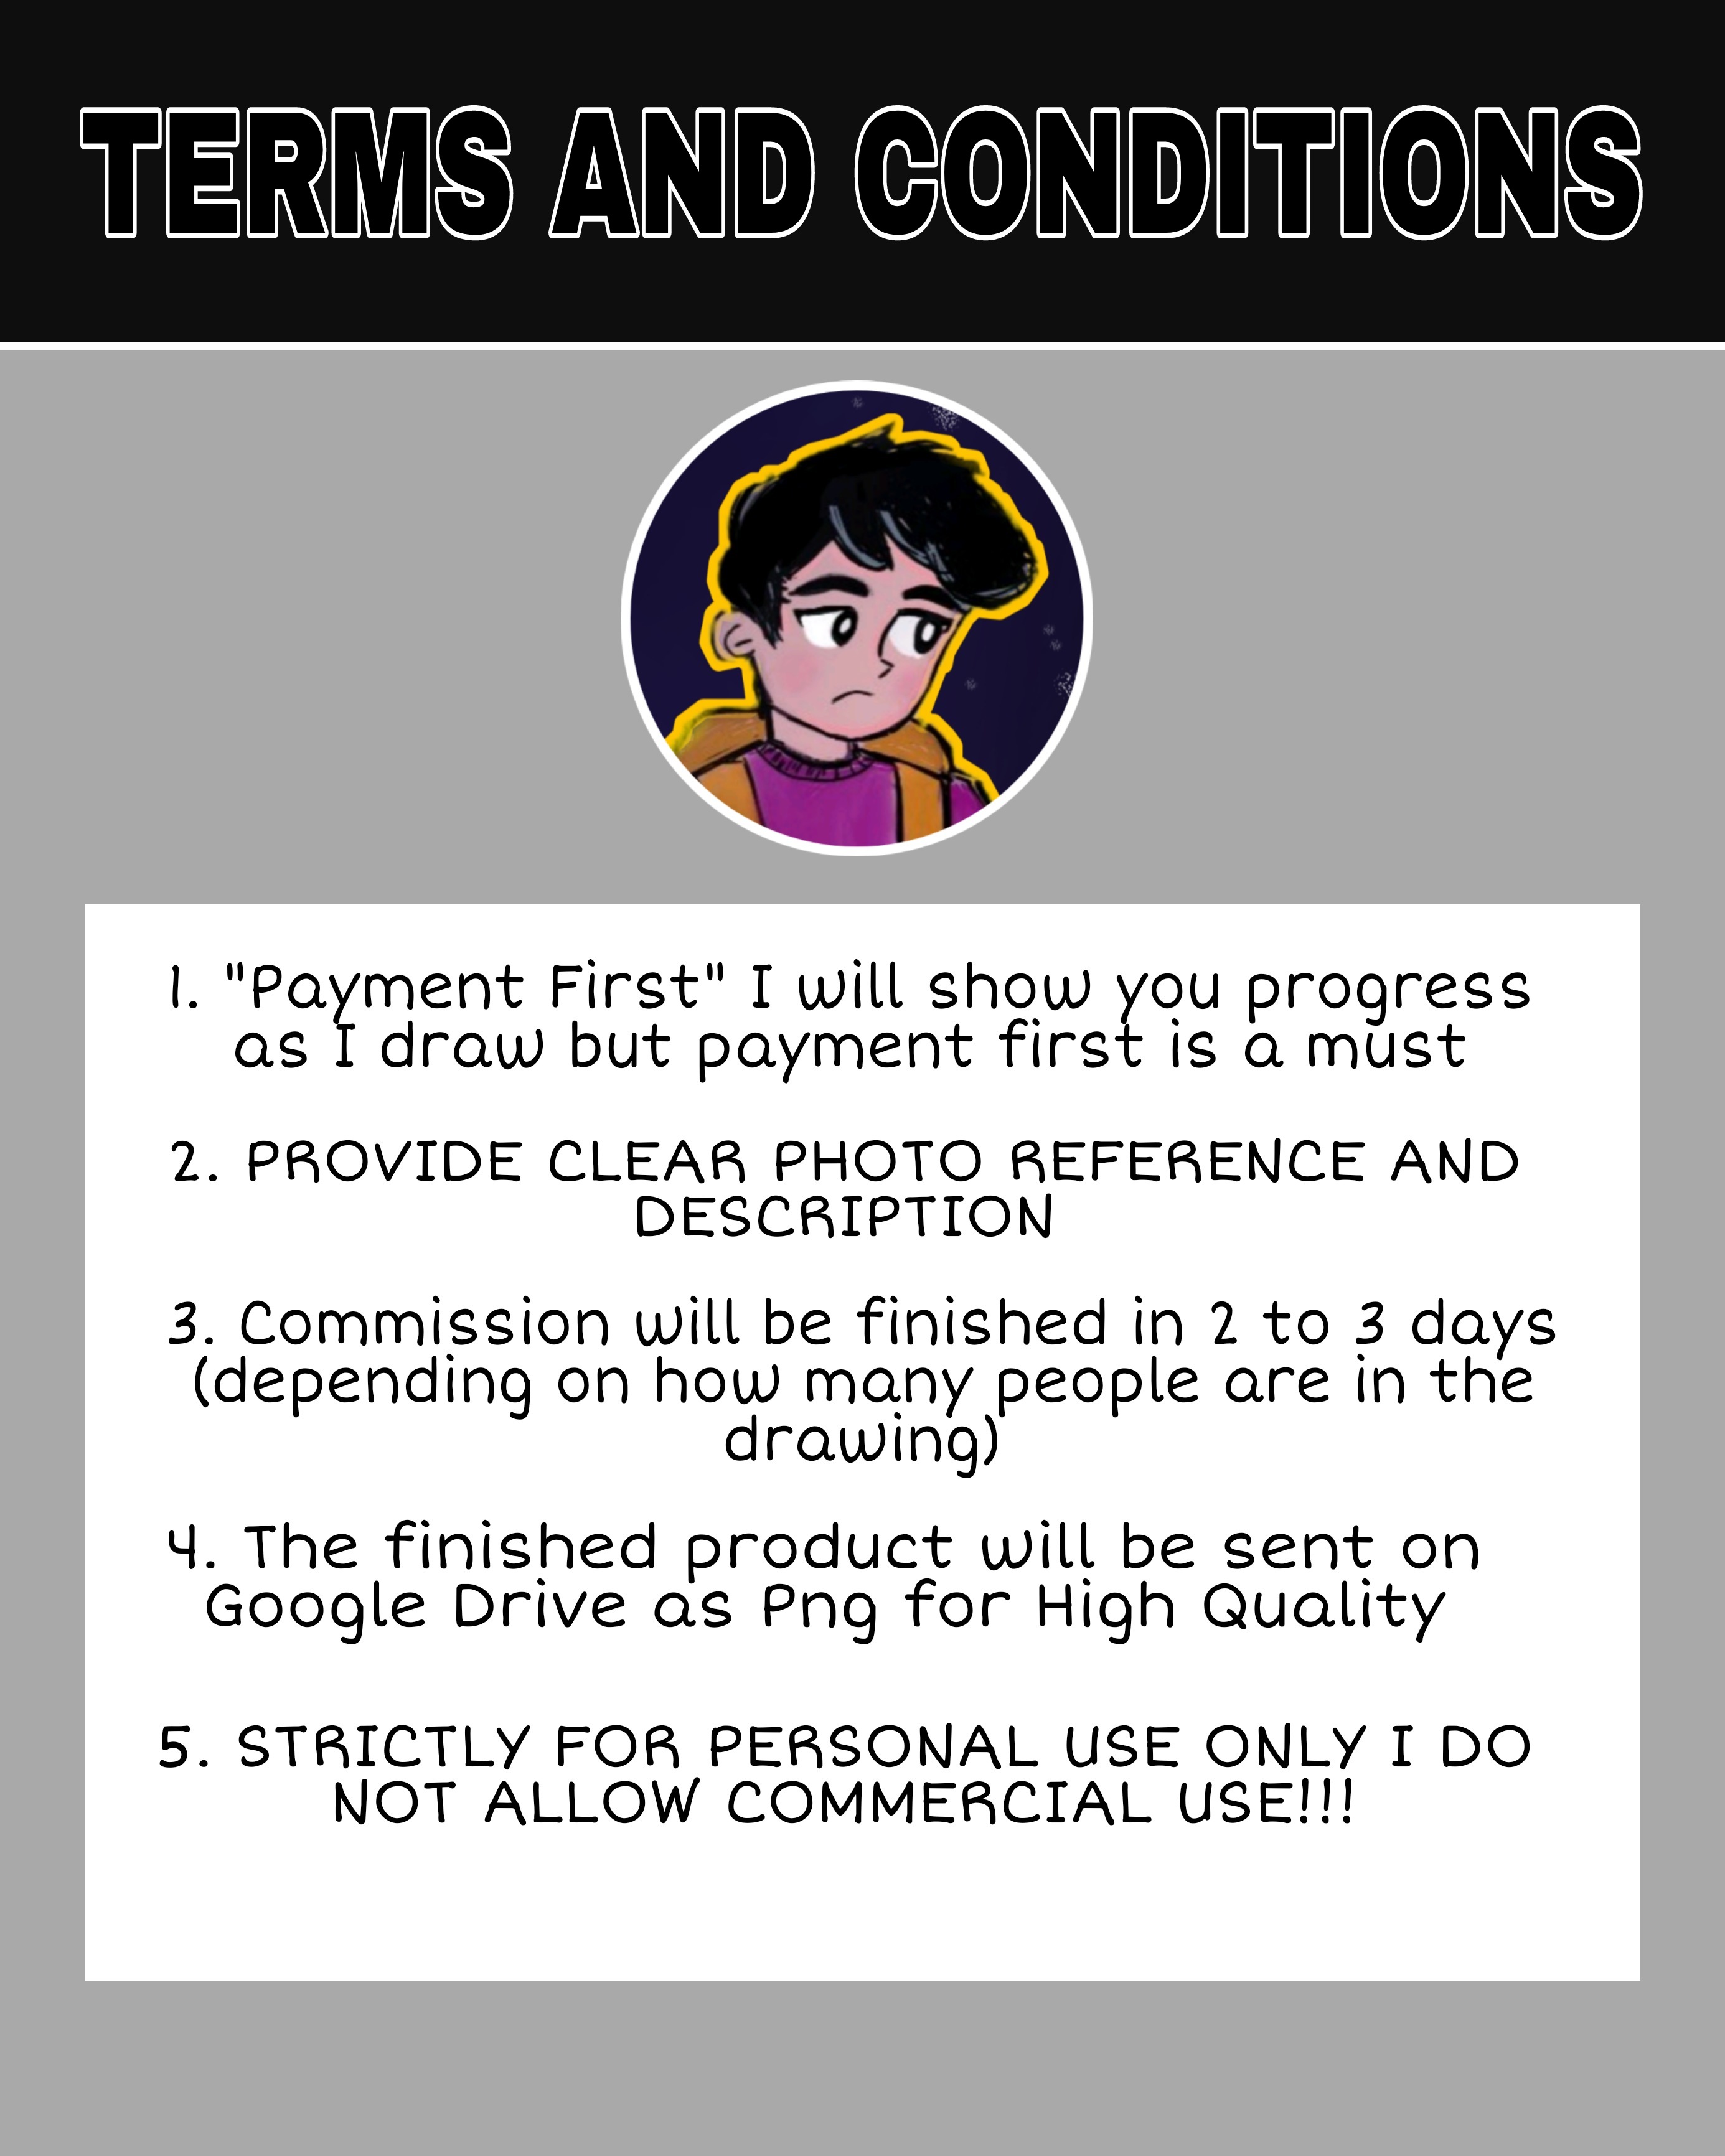 TERMS AND CONDITIONS
1. "Payment First" I will show you progress
as I draw but payment first is a must
2. PROVIDE CLEAR PHOTO REFERENCE AND
DESCRIPTION
3. Commission will be finished in 2 to 3 days
(depending on how many people are in the
drawing)
4. The finished product will be sent on
Google Drive as Png for High Quality
5. STRICTLY FOR PERSONAL USE ONLY I DO
NOT ALLOW COMMERCIAL USE!!!